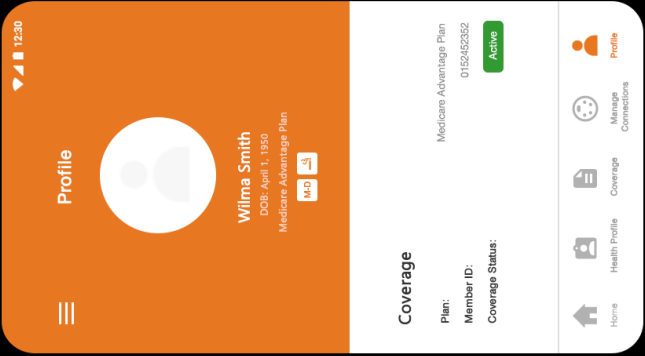 12:30
Profile
Wilma Smith
DOB: April 1, 1950
Medicare Advantage Plan
M-D
Coverage
Plan: Medicare Advantage Plan
Member ID: 0152452352
Coverage Status: Active
Home
Health Profile
Coverage
Manage Connections
Profile